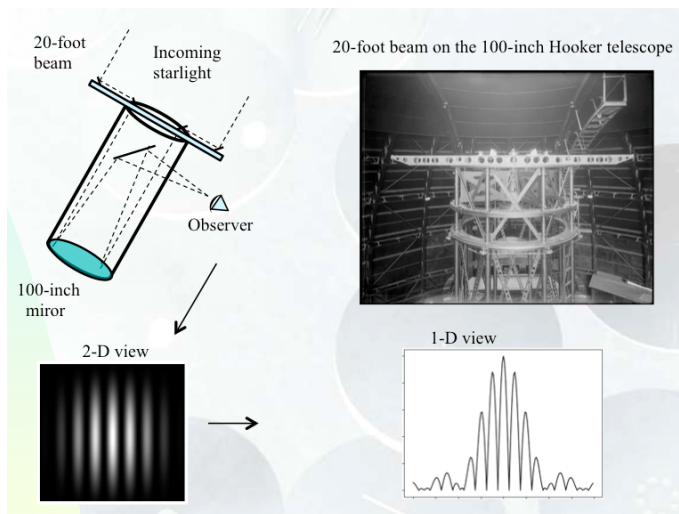 20-foot
beam
Incoming
starlight
20-foot beam on the 100-inch Hooker telescope
Observer
100-inch
miror
2-D view
1-D view